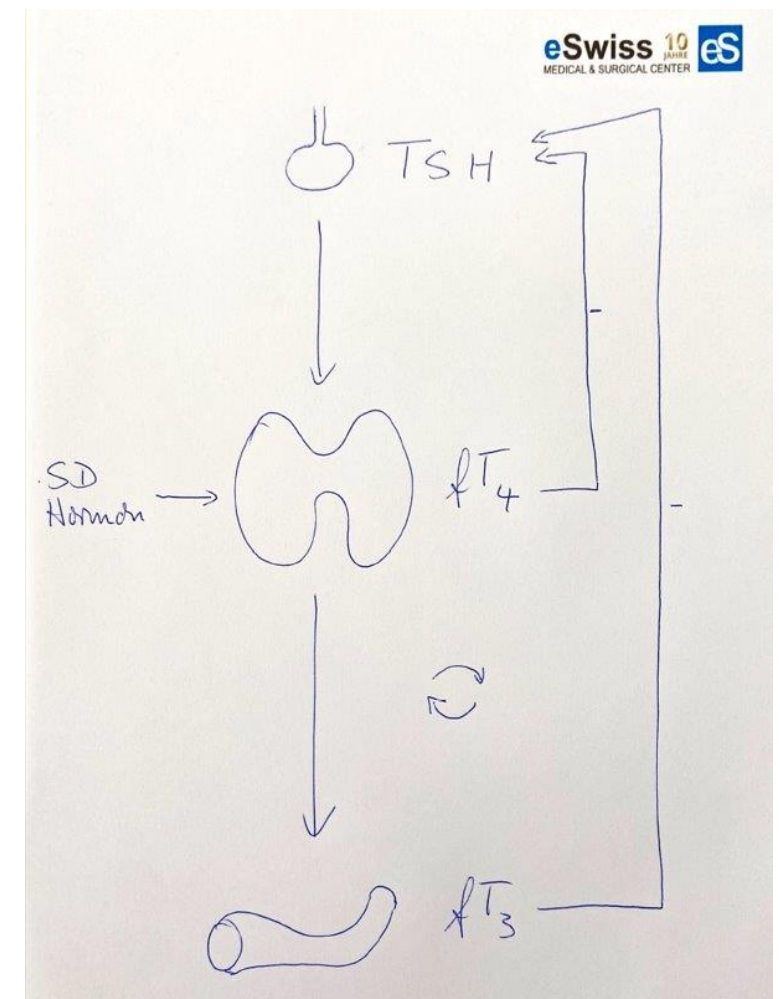 eSwiss 10 JAHRE eS
MEDICAL & SURGICAL CENTER
TSH
-
SD
Hormon
fT4
-
fT3